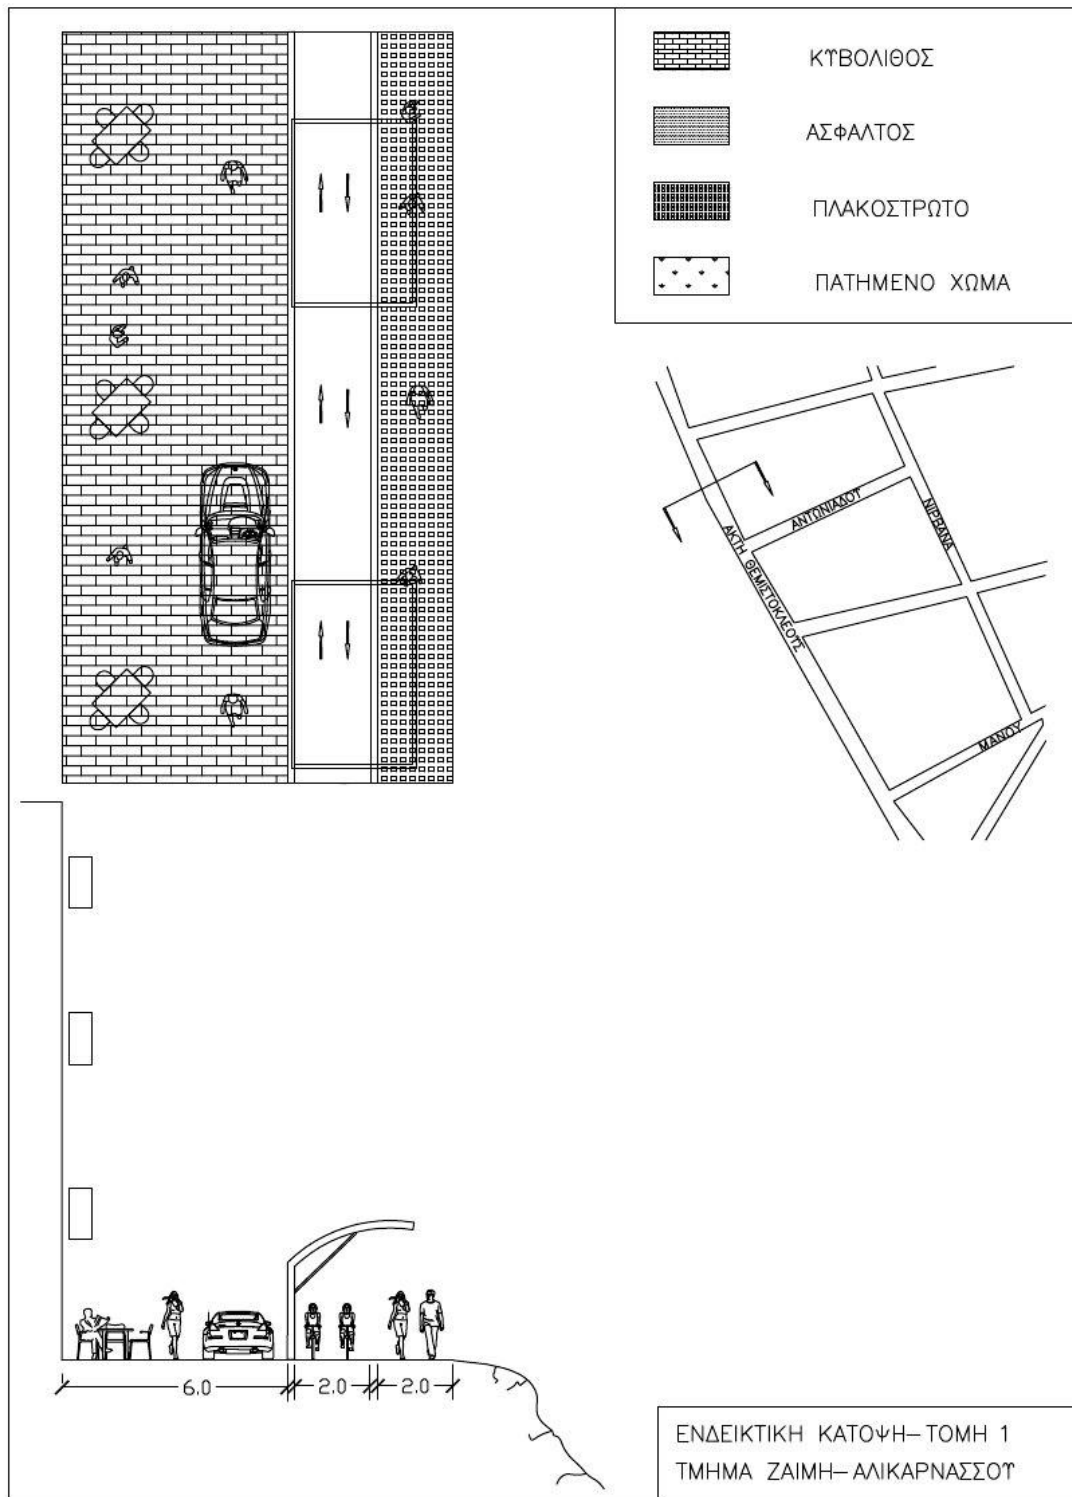 ΚΥΒΟΛΙΘΟΣ
ΑΣΦΑΛΤΟΣ
ΠΛΑΚΟΣΤΡΩΤΟ
ΠΑΤΗΜΕΝΟ ΧΩΜΑ
ΑΝΤΩΝΙΑΔΟΥ
ΝΙΡΒΑΝΑ
ΑΚΤΗ ΘΕΜΙΣΤΟΚΛΕΟΥΣ
ΜΑΝΟΥ
6.0 2.0 2.0
ΕΝΔΕΙΚΤΙΚΗ ΚΑΤΟΨΗ-ΤΟΜΗ 1
ΤΜΗΜΑ ΖΑΙΜΗ-ΑΛΙΚΑΡΝΑΣΣΟΥ